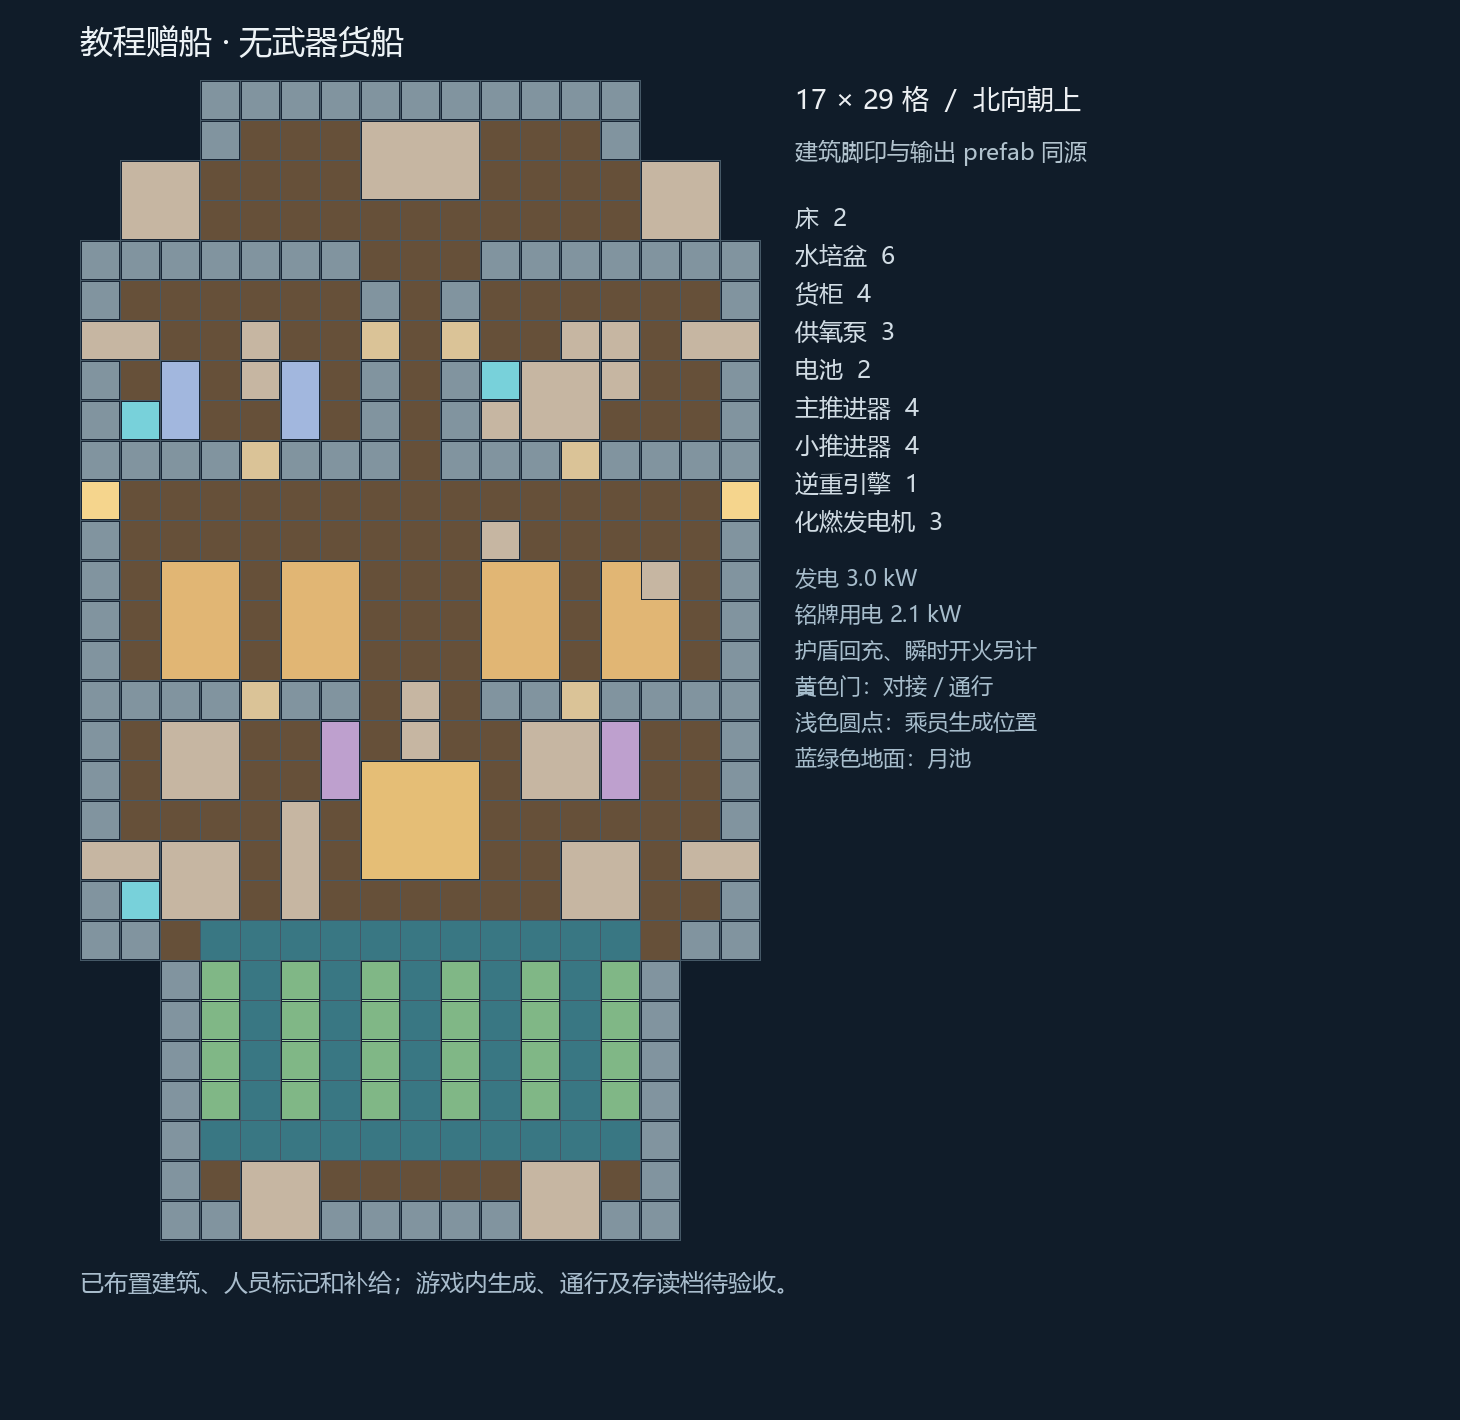 教程赠船 · 无武器货船
17 × 29 格 / 北向朝上
建筑脚印与输出 prefab 同源
床 2
水培盆 6
货柜 4
供氧泵 3
电池 2
主推进器 4
小推进器 4
逆重引擎 1
化燃发电机 3
发电 3.0 kW
铭牌用电 2.1 kW
护盾回充、瞬时开火另计
黄色门：对接 / 通行
浅色圆点：乘员生成位置
蓝绿色地面：月池
已布置建筑、人员标记和补给；游戏内生成、通行及存读档待验收。